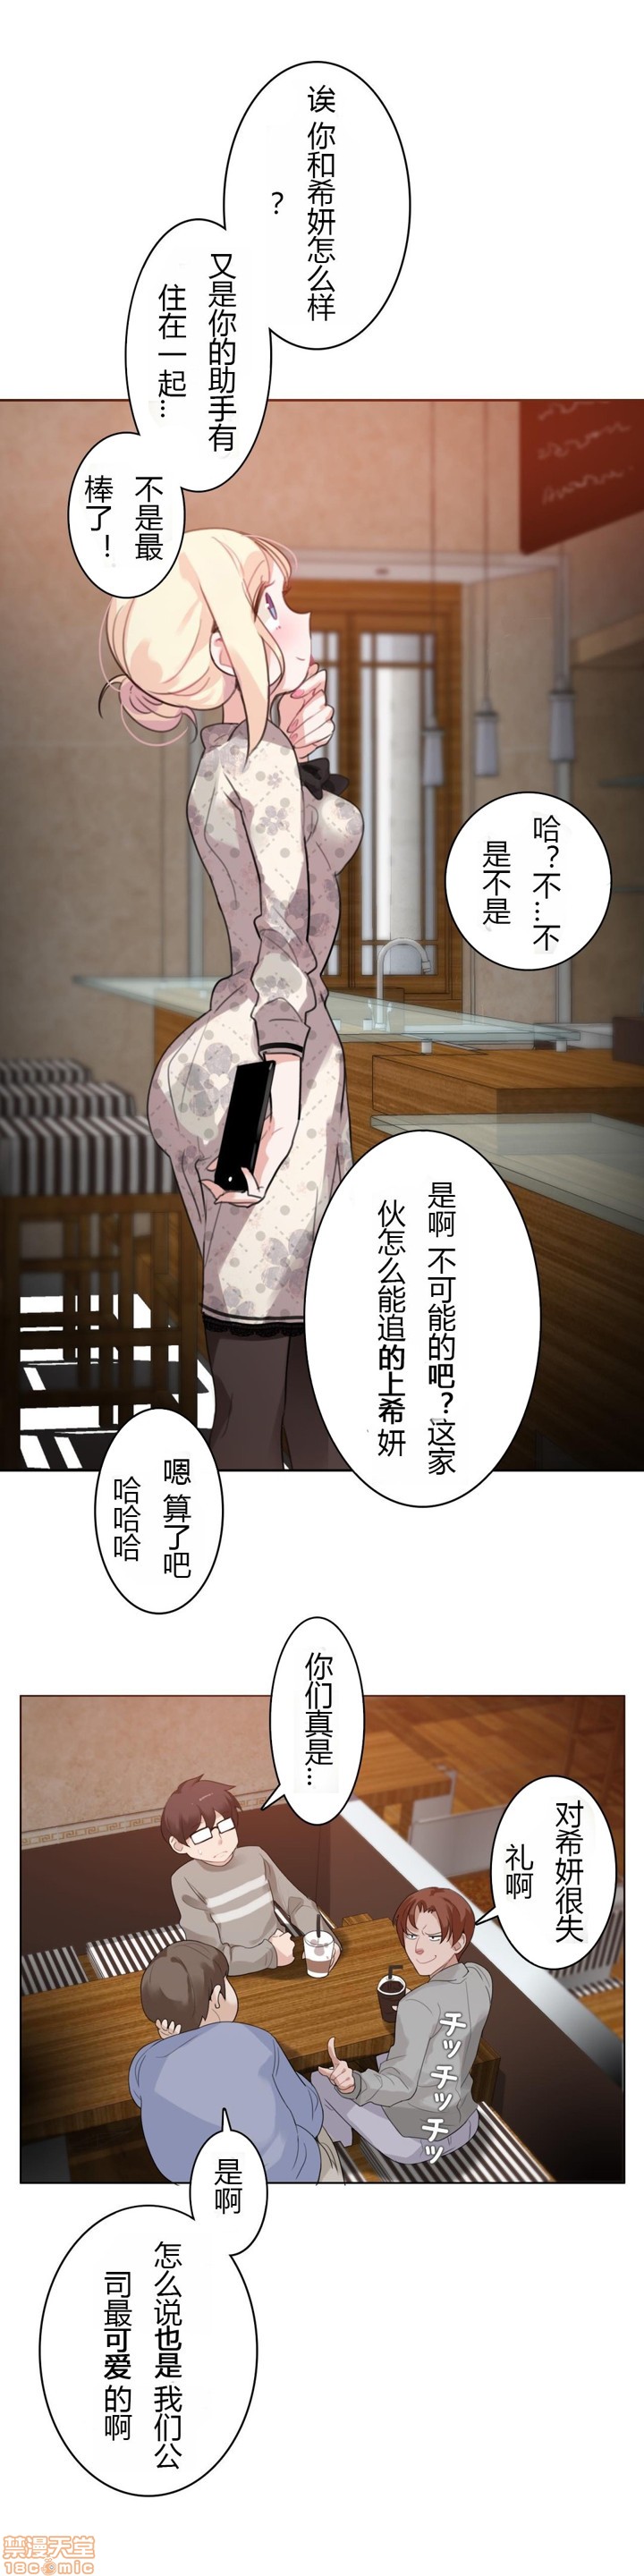 诶 你和希妍怎么样
？
又是你的助手有
住在一起…
不是最
棒了！
哈？不…不
是不是
是啊 不可能的吧？这家
伙怎么能追的上希妍
嗯 算了吧
哈哈哈
你们真是…
对希妍很失
礼啊
チッチッチッ
是啊
怎么说也是我们公
司最可爱的啊
禁漫天堂
18comic